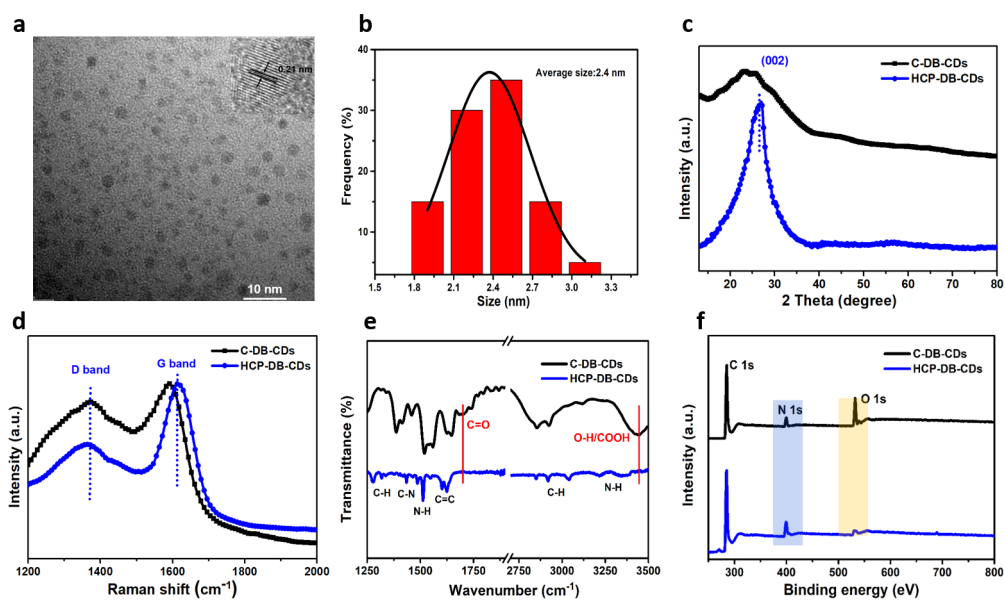 a
0.21 nm
10 nm
b
Average size:2.4 nm
Frequency (%)
40
30
20
10
1.5 1.8 2.1 2.4 2.7 3.0 3.3 3.5
Size (nm)
c
(002)
C-DB-CDs
HCP-DB-CDs
Intensity (a.u.)
20 30 40 50 60 70 80
2 Theta (degree)
d
C-DB-CDs
HCP-DB-CDs
D band
G band
Intensity (a.u.)
1200 1400 1600 1800 2000
Raman shift (cm⁻¹)
e
C-DB-CDs
HCP-DB-CDs
C=O
O-H/COOH
C-H
C-N
N-H
C=C
C-H
N-H
Transmittance (%)
1250 1500 1750 2750 3000 3250 3500
Wavenumber (cm⁻¹)
f
C-DB-CDs
HCP-DB-CDs
C 1s
N 1s
O 1s
Intensity (a.u.)
300 400 500 600 700 800
Binding energy (eV)